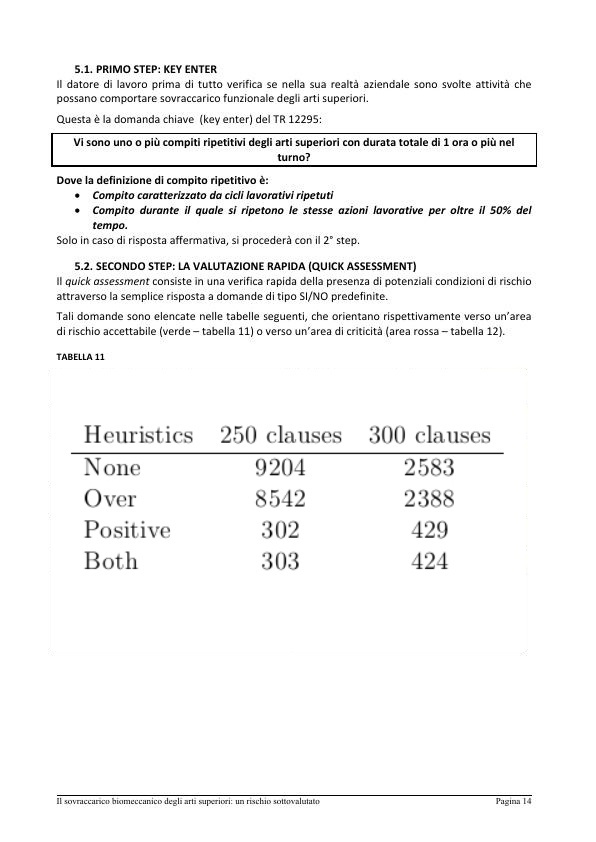 5.1. PRIMO STEP: KEY ENTER
Il datore di lavoro prima di tutto verifica se nella sua realtà aziendale sono svolte attività che
possano comportare sovraccarico funzionale degli arti superiori.
Questa è la domanda chiave (key enter) del TR 12295:
Vi sono uno o più compiti ripetitivi degli arti superiori con durata totale di 1 ora o più nel
turno?
Dove la definizione di compito ripetitivo è:
• Compito caratterizzato da cicli lavorativi ripetuti
• Compito durante il quale si ripetono le stesse azioni lavorative per oltre il 50% del
tempo.
Solo in caso di risposta affermativa, si procederà con il 2° step.
5.2. SECONDO STEP: LA VALUTAZIONE RAPIDA (QUICK ASSESSMENT)
Il quick assessment consiste in una verifica rapida della presenza di potenziali condizioni di rischio
attraverso la semplice risposta a domande di tipo SI/NO predefinite.
Tali domande sono elencate nelle tabelle seguenti, che orientano rispettivamente verso un'area
di rischio accettabile (verde – tabella 11) o verso un'area di criticità (area rossa – tabella 12).
TABELLA 11
Heuristics 250 clauses 300 clauses
None 9204 2583
Over 8542 2388
Positive 302 429
Both 303 424
Il sovraccarico biomeccanico degli arti superiori: un rischio sottovalutato Pagina 14